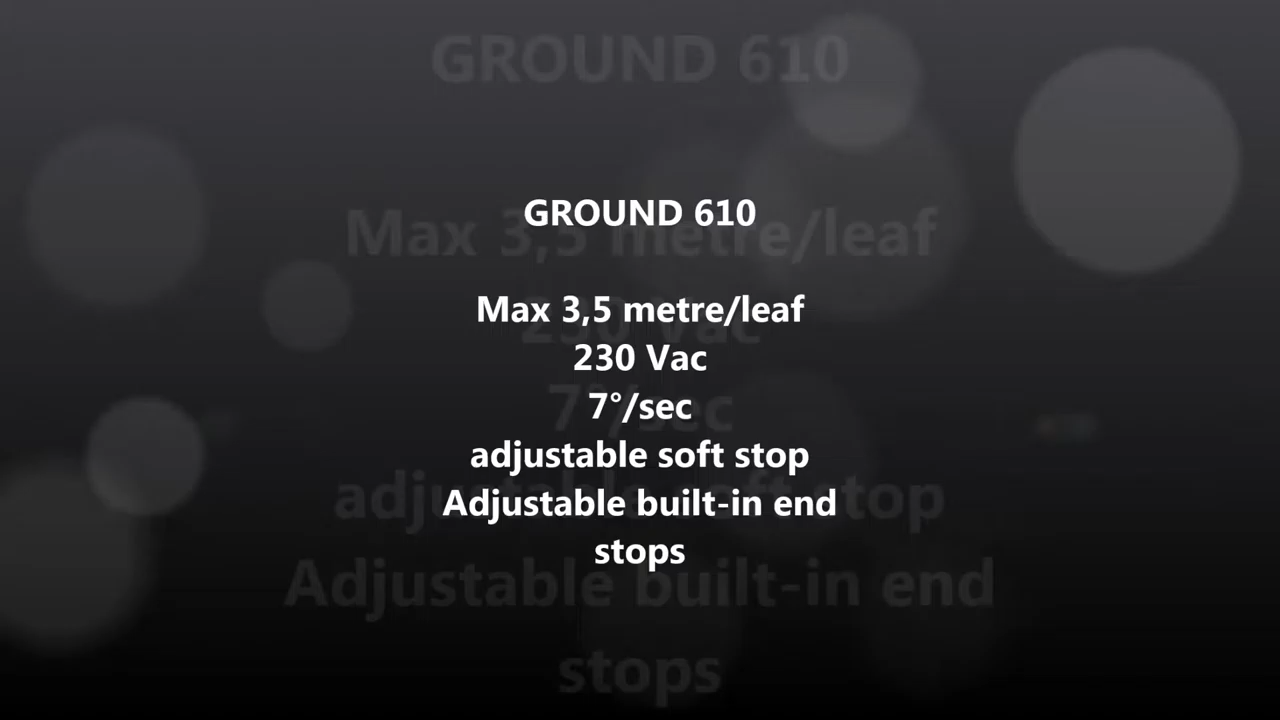 GROUND 610
Max 3,5 metre/leaf
230 Vac
7°/sec
adjustable soft stop
Adjustable built-in end
stops